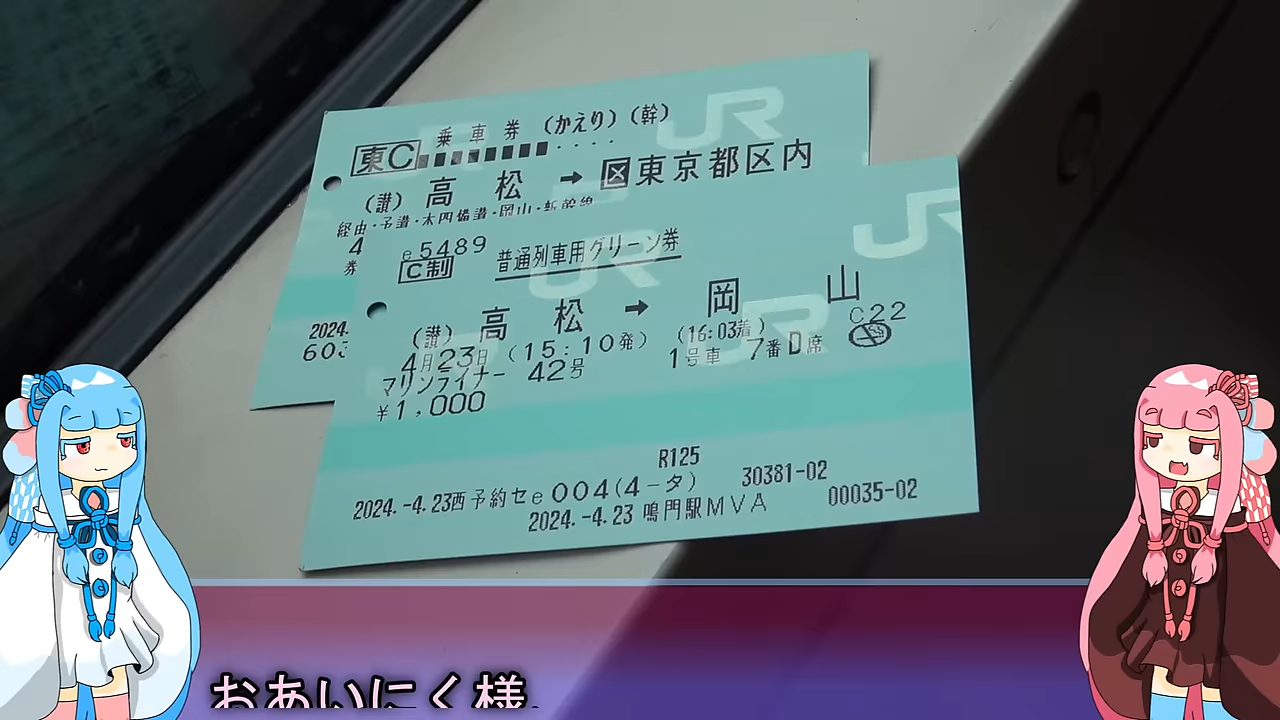 乗車券 (かえり) (幹)
東C
(讃) 高松 → 区東京都区内
経由:予讃・本四備讃・岡山・新幹線
4
券
2024.
e5489
C制 普通列車用グリーン券
(讃) 高松 → 岡山
4月23日 (15:10発) (16:03着) C22
マリンライナー 42号 1号車 7番D席
¥1,000
R125
2024.-4.23西予約セe004(4-タ) 30381-02
2024.-4.23 鳴門駅MVA 00035-02
JR
JR
JR
JR
おあいにく様